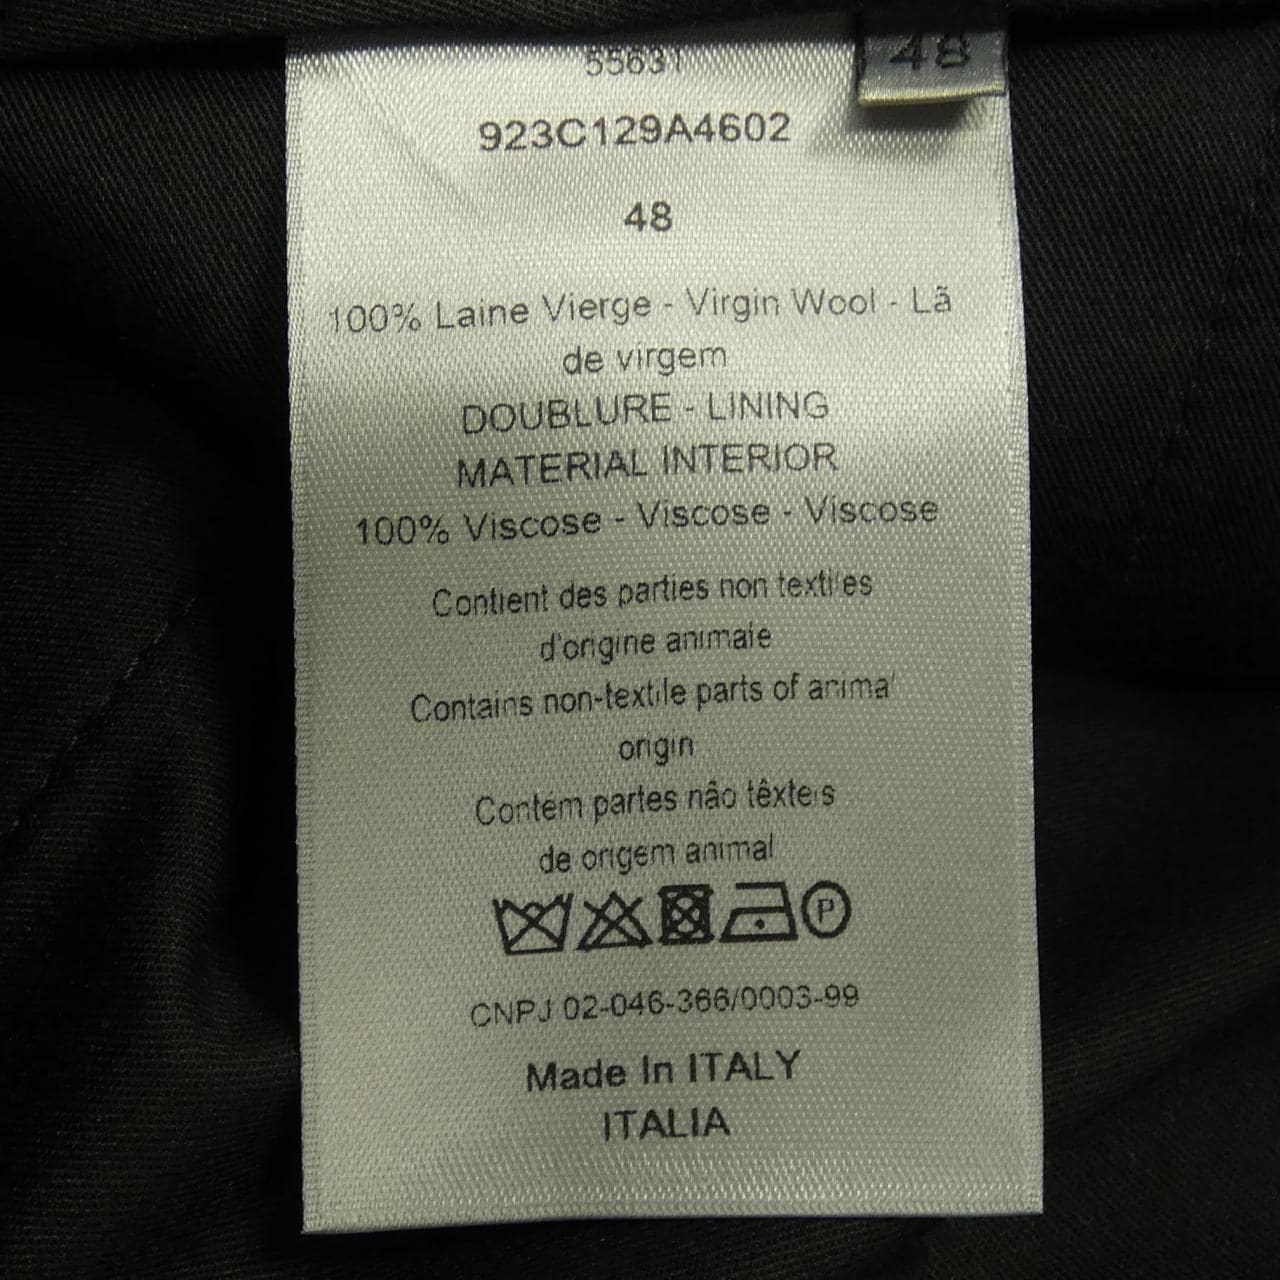 55631
48
923C129A4602
48
100% Laine Vierge - Virgin Wool - Lã
de virgem
DOUBLURE - LINING
MATERIAL INTERIOR
100% Viscose - Viscose - Viscose
Contient des parties non textiles
d'origine animale
Contains non-textile parts of animal
origin
Contém partes não têxteis
de origem animal
P
CNPJ 02-046-366/0003-99
Made In ITALY
ITALIA